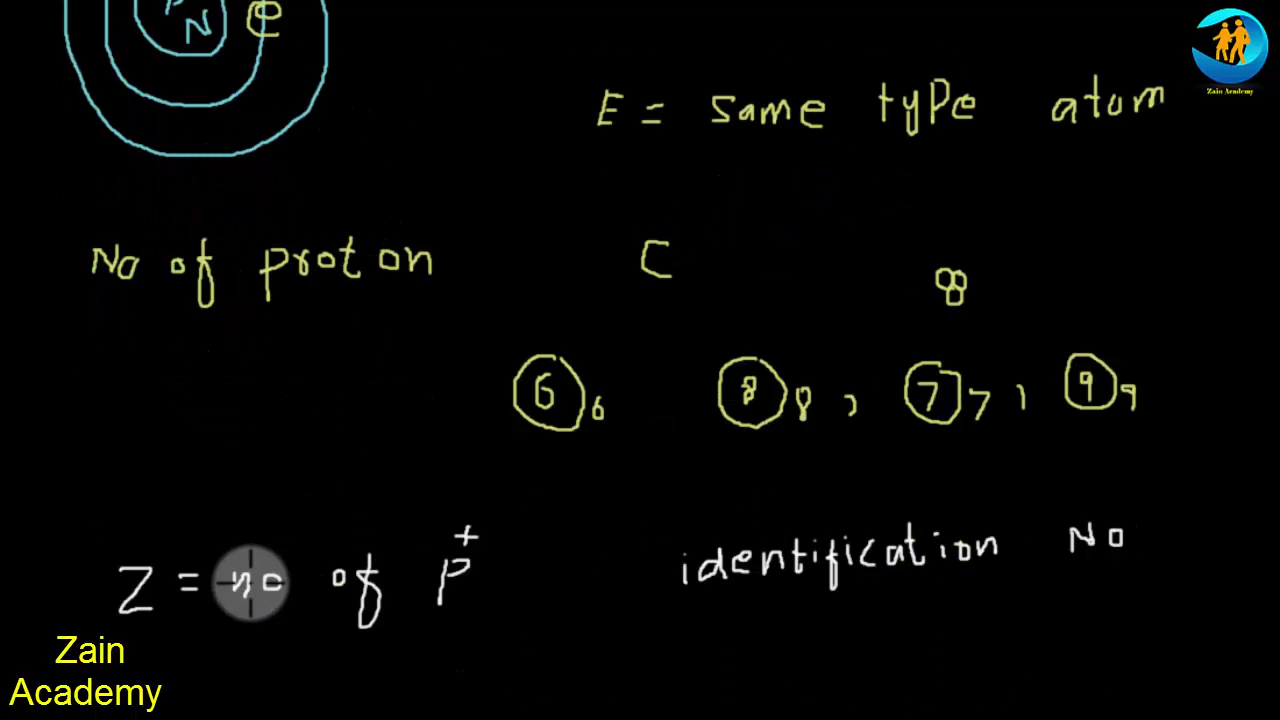 P
N e
Zain Academy
E = same type atom
No of proton C
8
6 6 8 8 , 7 7 , 9 9
Z = no of P+ identification No
Zain
Academy